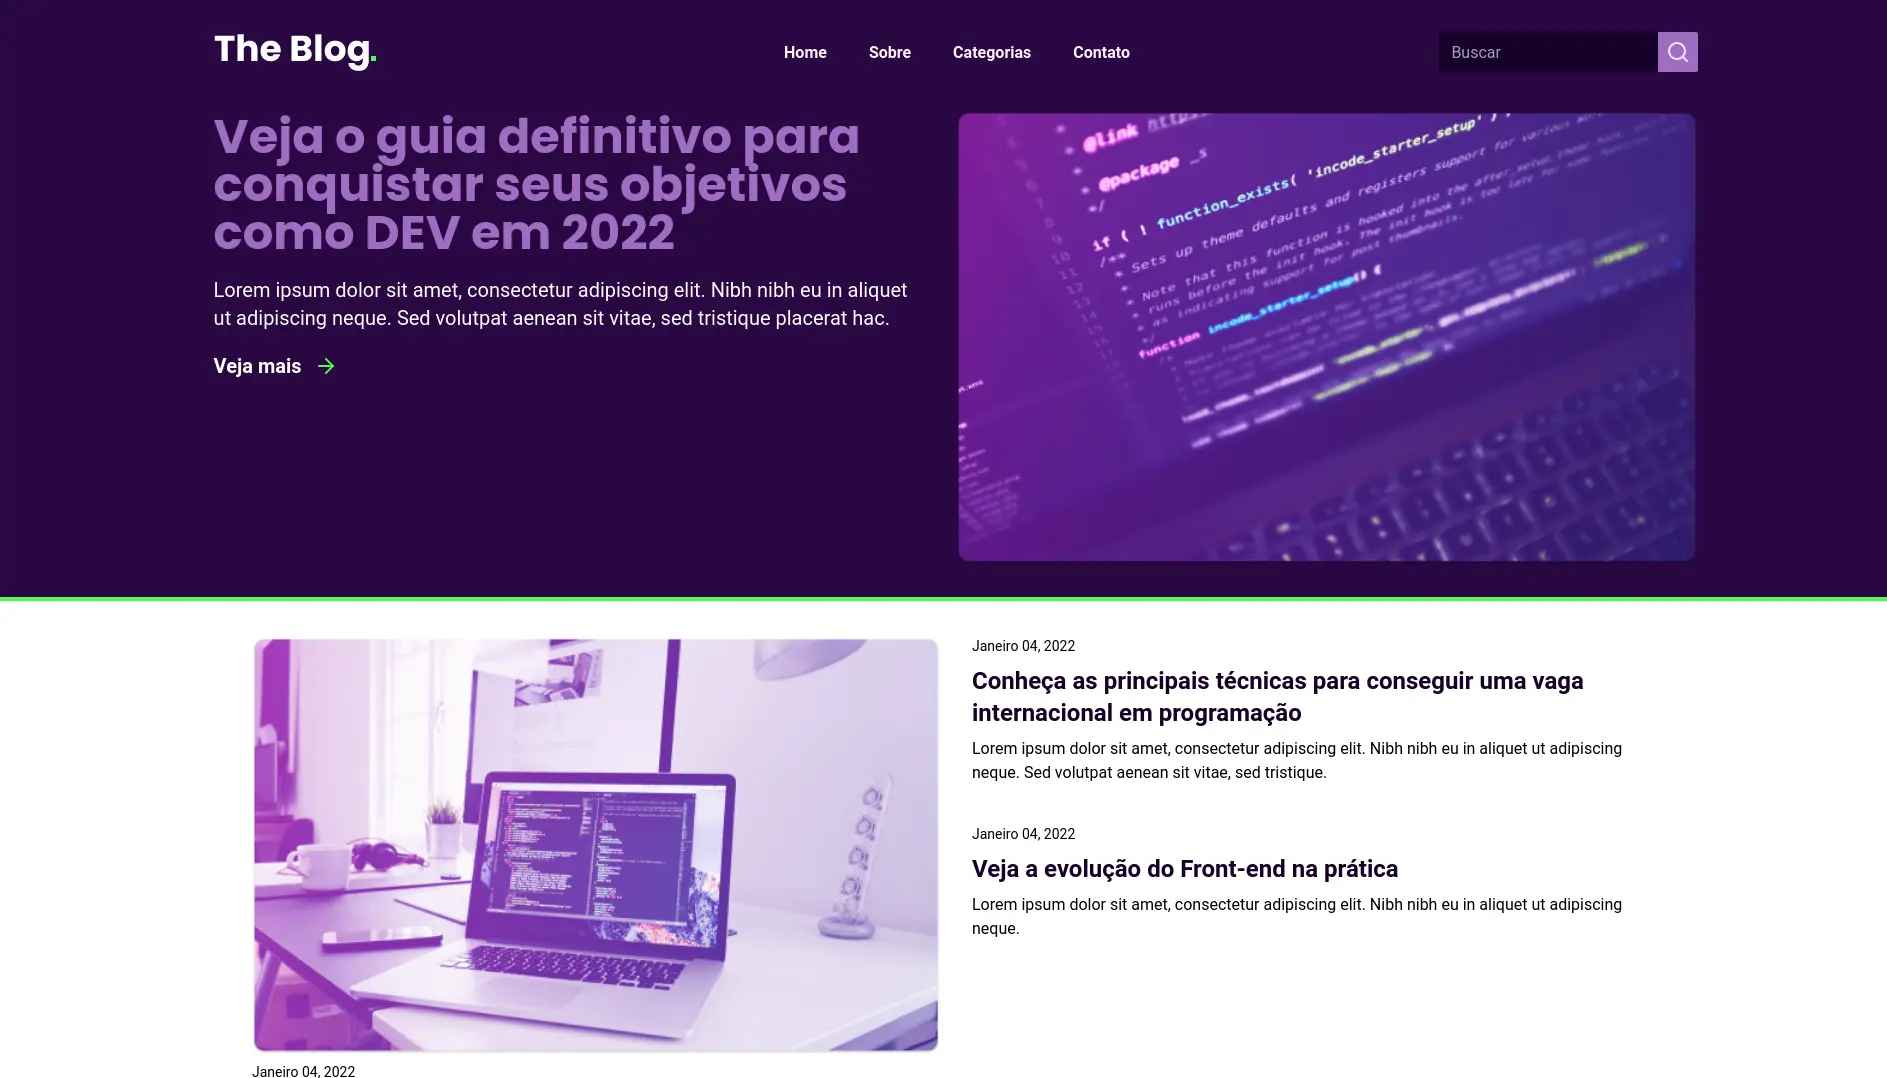 The Blog.
Home
Sobre
Categorias
Contato
Buscar
Veja o guia definitivo para
conquistar seus objetivos
como DEV em 2022
Lorem ipsum dolor sit amet, consectetur adipiscing elit. Nibh nibh eu in aliquet
ut adipiscing neque. Sed volutpat aenean sit vitae, sed tristique placerat hac.
Veja mais
* @link
* @package _s
*/
if ( ! function_exists( 'incode_starter_setup' ) :
/**
* Sets up theme defaults and registers support for various
*
* Note that this function is hooked into the after_setup_theme hook, which
* runs before the init hook. The init hook is too late for some features,
* as indicating support for post thumbnails.
*/
function incode_starter_setup() {
Janeiro 04, 2022
Conheça as principais técnicas para conseguir uma vaga
internacional em programação
Lorem ipsum dolor sit amet, consectetur adipiscing elit. Nibh nibh eu in aliquet ut adipiscing
neque. Sed volutpat aenean sit vitae, sed tristique.
Janeiro 04, 2022
Veja a evolução do Front-end na prática
Lorem ipsum dolor sit amet, consectetur adipiscing elit. Nibh nibh eu in aliquet ut adipiscing
neque.
Janeiro 04, 2022